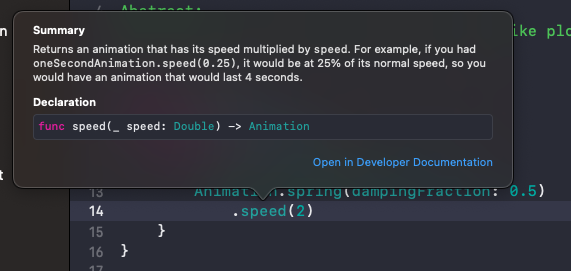 Abstract:
n
like plo
Summary
Returns an animation that has its speed multiplied by speed. For example, if you had
oneSecondAnimation.speed(0.25), it would be at 25% of its normal speed, so you
would have an animation that would last 4 seconds.
Declaration
func speed(_ speed: Double) -> Animation
Open in Developer Documentation
t
13 Animation.spring(dampingFraction: 0.5)
14 .speed(2)
15 }
16 }
17